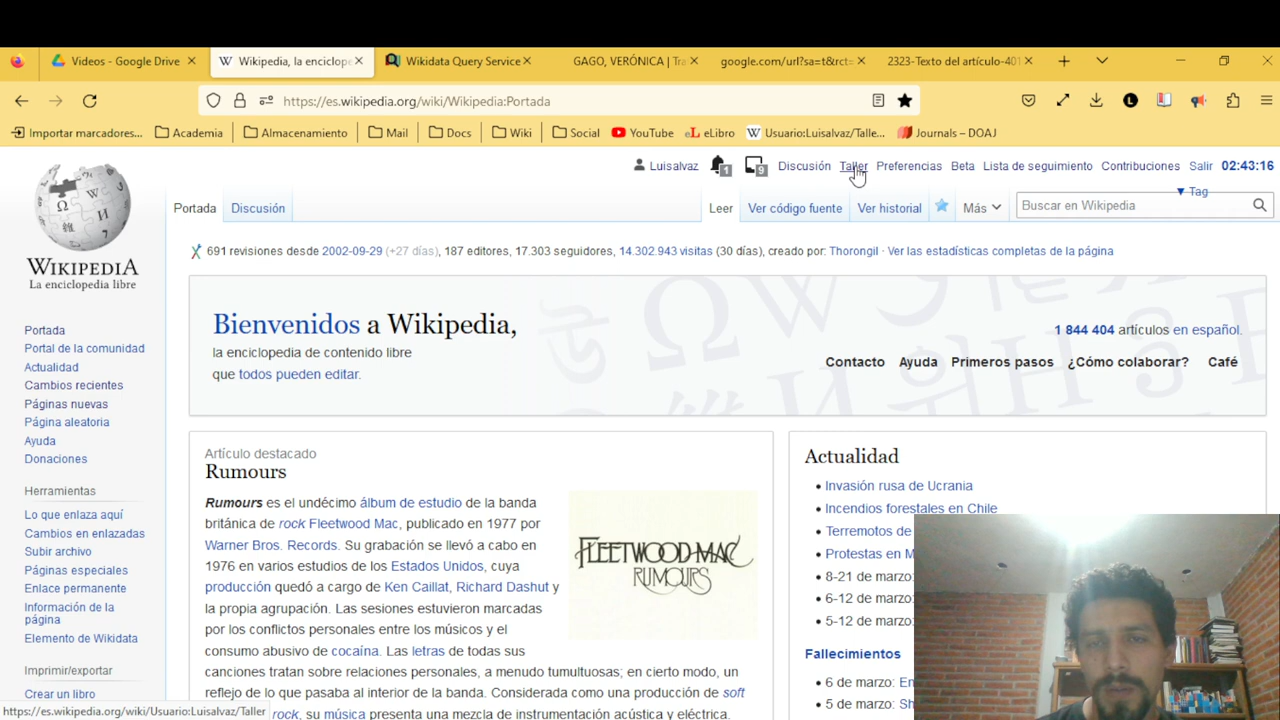 Videos - Google Drive
Wikipedia, la enciclope
Wikidata Query Service
GAGO, VERÓNICA | Tra
google.com/url?sa=t&rct=
2323-Texto del artículo-401
https://es.wikipedia.org/wiki/Wikipedia:Portada
Importar marcadores...
Academia
Almacenamiento
Mail
Docs
Wiki
Social
YouTube
eL eLibro
W Usuario:Luisalvaz/Talle...
Journals – DOAJ
Luisalvaz 1 9 Discusión Taller Preferencias Beta Lista de seguimiento Contribuciones Salir 02:43:16
▼ Tag
Portada Discusión Leer Ver código fuente Ver historial Más Buscar en Wikipedia
WIKIPEDIA
La enciclopedia libre
691 revisiones desde 2002-09-29 (+27 días), 187 editores, 17.303 seguidores, 14.302.943 visitas (30 días), creado por: Thorongil · Ver las estadísticas completas de la página
Portada
Portal de la comunidad
Actualidad
Cambios recientes
Páginas nuevas
Página aleatoria
Ayuda
Donaciones
Herramientas
Lo que enlaza aquí
Cambios en enlazadas
Subir archivo
Páginas especiales
Enlace permanente
Información de la
página
Elemento de Wikidata
Imprimir/exportar
Crear un libro
Bienvenidos a Wikipedia,
la enciclopedia de contenido libre
que todos pueden editar.
1 844 404 artículos en español.
Contacto Ayuda Primeros pasos ¿Cómo colaborar? Café
Artículo destacado
Rumours
Rumours es el undécimo álbum de estudio de la banda
británica de rock Fleetwood Mac, publicado en 1977 por
Warner Bros. Records. Su grabación se llevó a cabo en
1976 en varios estudios de los Estados Unidos, cuya
producción quedó a cargo de Ken Caillat, Richard Dashut y
la propia agrupación. Las sesiones estuvieron marcadas
por los conflictos personales entre los músicos y el
consumo abusivo de cocaína. Las letras de todas sus
canciones tratan sobre relaciones personales, a menudo tumultuosas; en cierto modo, un
reflejo de lo que pasaba al interior de la banda. Considerada como una producción de soft
rock, su música presenta una mezcla de instrumentación acústica y eléctrica.
FLEETWOOD MAC
RUMOURS
Actualidad
• Invasión rusa de Ucrania
• Incendios forestales en Chile
• Terremotos de
• Protestas en M
• 8-21 de marzo:
• 6-12 de marzo:
• 5-12 de marzo:
Fallecimientos
• 6 de marzo: En
• 5 de marzo: Sh
https://es.wikipedia.org/wiki/Usuario:Luisalvaz/Taller